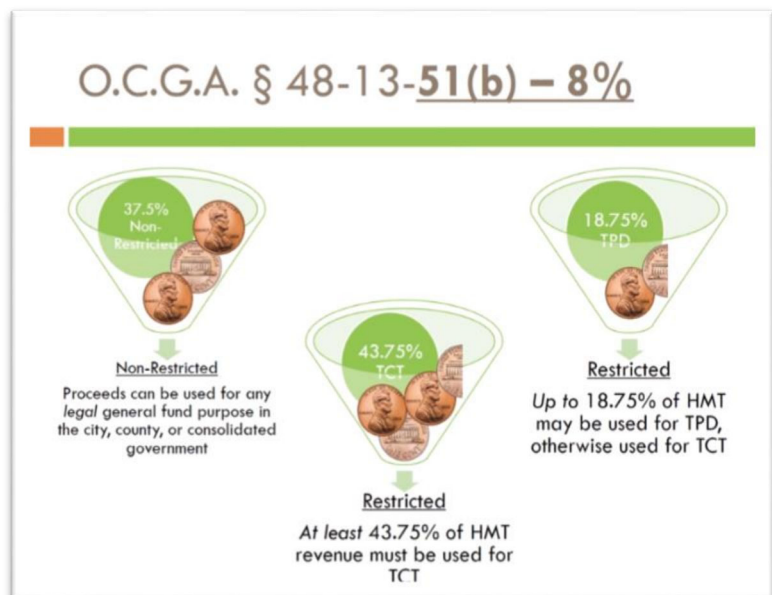 O.C.G.A. § 48-13-51(b) – 8%
37.5%
Non-
Restricted
Non-Restricted
Proceeds can be used for any
legal general fund purpose in
the city, county, or consolidated
government
43.75%
TCT
Restricted
At least 43.75% of HMT
revenue must be used for
TCT
18.75%
TPD
Restricted
Up to 18.75% of HMT
may be used for TPD,
otherwise used for TCT